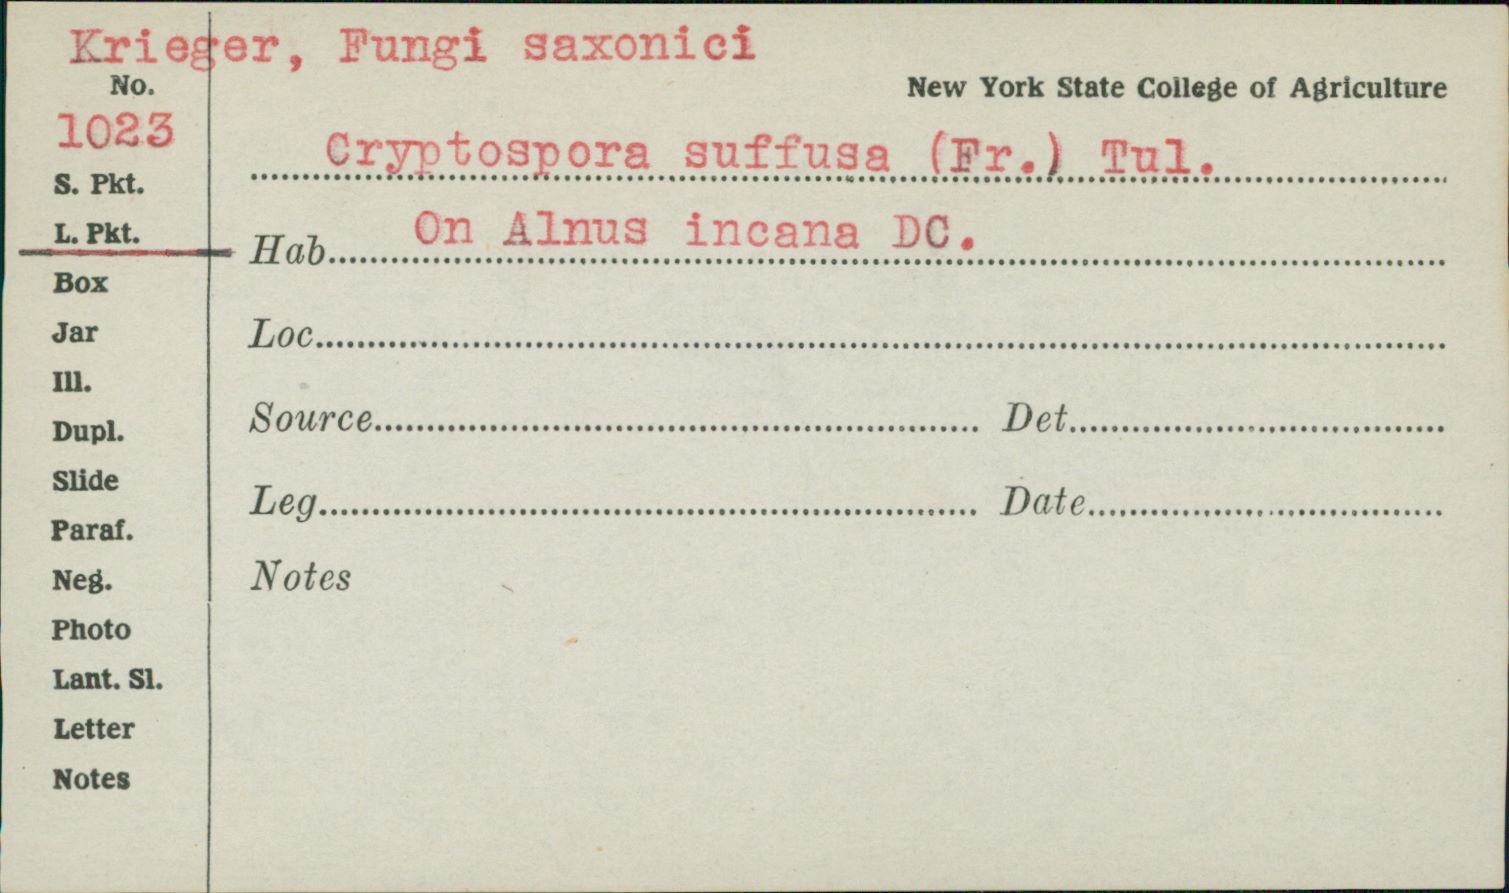 Krieger, Fungi saxonici
No.
New York State College of Agriculture
1023
Cryptospora suffusa (Fr.) Tul.
S. Pkt.
L. Pkt.
Hab. On Alnus incana DC.
Box
Jar
Loc.
Ill.
Source Det.
Dupl.
Slide
Leg. Date
Paraf.
Neg.
Notes
Photo
Lant. Sl.
Letter
Notes